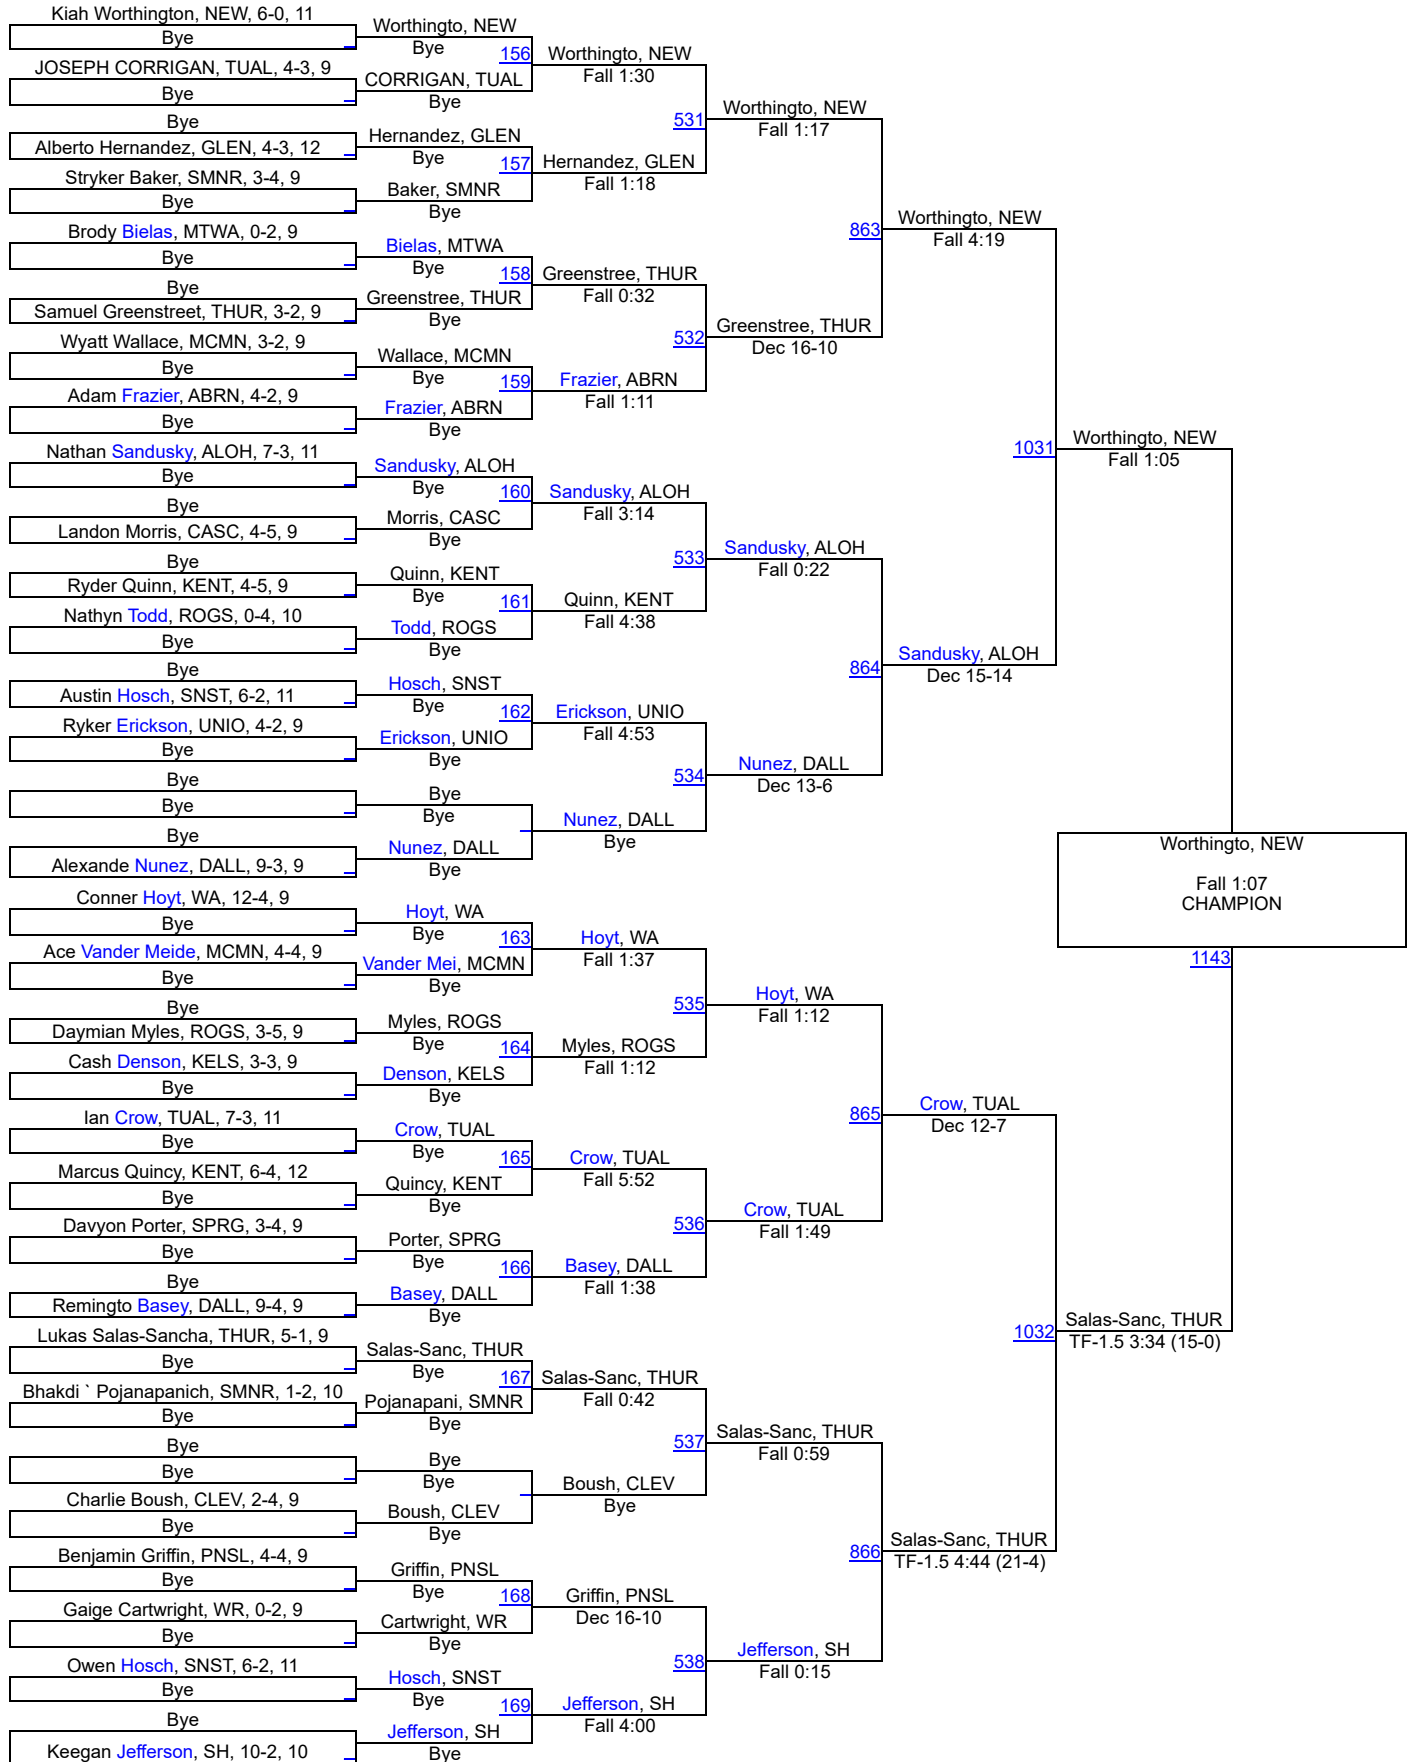 Kiah Worthington, NEW, 6-0, 11
Bye
JOSEPH CORRIGAN, TUAL, 4-3, 9
Bye
Bye
Alberto Hernandez, GLEN, 4-3, 12
Stryker Baker, SMNR, 3-4, 9
Bye
Brody Bielas, MTWA, 0-2, 9
Bye
Bye
Samuel Greenstreet, THUR, 3-2, 9
Wyatt Wallace, MCMN, 3-2, 9
Bye
Adam Frazier, ABRN, 4-2, 9
Bye
Nathan Sandusky, ALOH, 7-3, 11
Bye
Bye
Landon Morris, CASC, 4-5, 9
Bye
Ryder Quinn, KENT, 4-5, 9
Nathyn Todd, ROGS, 0-4, 10
Bye
Bye
Austin Hosch, SNST, 6-2, 11
Ryker Erickson, UNIO, 4-2, 9
Bye
Bye
Bye
Bye
Alexande Nunez, DALL, 9-3, 9
Conner Hoyt, WA, 12-4, 9
Bye
Ace Vander Meide, MCMN, 4-4, 9
Bye
Bye
Daymian Myles, ROGS, 3-5, 9
Cash Denson, KELS, 3-3, 9
Bye
Ian Crow, TUAL, 7-3, 11
Bye
Marcus Quincy, KENT, 6-4, 12
Bye
Davyon Porter, SPRG, 3-4, 9
Bye
Bye
Remingto Basey, DALL, 9-4, 9
Lukas Salas-Sancha, THUR, 5-1, 9
Bye
Bhakdi ` Pojanapanich, SMNR, 1-2, 10
Bye
Bye
Bye
Charlie Boush, CLEV, 2-4, 9
Bye
Benjamin Griffin, PNSL, 4-4, 9
Bye
Gaige Cartwright, WR, 0-2, 9
Bye
Owen Hosch, SNST, 6-2, 11
Bye
Bye
Keegan Jefferson, SH, 10-2, 10
Worthingto, NEW
Bye
156
CORRIGAN, TUAL
Bye
Hernandez, GLEN
Bye
157
Baker, SMNR
Bye
Bielas, MTWA
Bye
158
Greenstree, THUR
Bye
Wallace, MCMN
Bye
159
Frazier, ABRN
Bye
Sandusky, ALOH
Bye
160
Morris, CASC
Bye
Quinn, KENT
Bye
161
Todd, ROGS
Bye
Hosch, SNST
Bye
162
Erickson, UNIO
Bye
Bye
Bye
Nunez, DALL
Bye
Hoyt, WA
Bye
163
Vander Mei, MCMN
Bye
Myles, ROGS
Bye
164
Denson, KELS
Bye
Crow, TUAL
Bye
165
Quincy, KENT
Bye
Porter, SPRG
Bye
166
Basey, DALL
Bye
Salas-Sanc, THUR
Bye
167
Pojanapani, SMNR
Bye
Bye
Bye
Boush, CLEV
Bye
Griffin, PNSL
Bye
168
Cartwright, WR
Bye
Hosch, SNST
Bye
169
Jefferson, SH
Bye
Worthingto, NEW
Fall 1:30
531
Hernandez, GLEN
Fall 1:18
Greenstree, THUR
Fall 0:32
532
Frazier, ABRN
Fall 1:11
Sandusky, ALOH
Fall 3:14
533
Quinn, KENT
Fall 4:38
Erickson, UNIO
Fall 4:53
534
Nunez, DALL
Bye
Hoyt, WA
Fall 1:37
535
Myles, ROGS
Fall 1:12
Crow, TUAL
Fall 5:52
536
Basey, DALL
Fall 1:38
Salas-Sanc, THUR
Fall 0:42
537
Boush, CLEV
Bye
Griffin, PNSL
Dec 16-10
538
Jefferson, SH
Fall 4:00
Worthingto, NEW
Fall 1:17
863
Greenstree, THUR
Dec 16-10
Sandusky, ALOH
Fall 0:22
864
Nunez, DALL
Dec 13-6
Hoyt, WA
Fall 1:12
865
Crow, TUAL
Fall 1:49
Salas-Sanc, THUR
Fall 0:59
866
Jefferson, SH
Fall 0:15
Worthingto, NEW
Fall 4:19
1031
Sandusky, ALOH
Dec 15-14
Crow, TUAL
Dec 12-7
1032
Salas-Sanc, THUR
TF-1.5 4:44 (21-4)
Worthingto, NEW
Fall 1:05
Salas-Sanc, THUR
TF-1.5 3:34 (15-0)
Worthingto, NEW
Fall 1:07
CHAMPION
1143